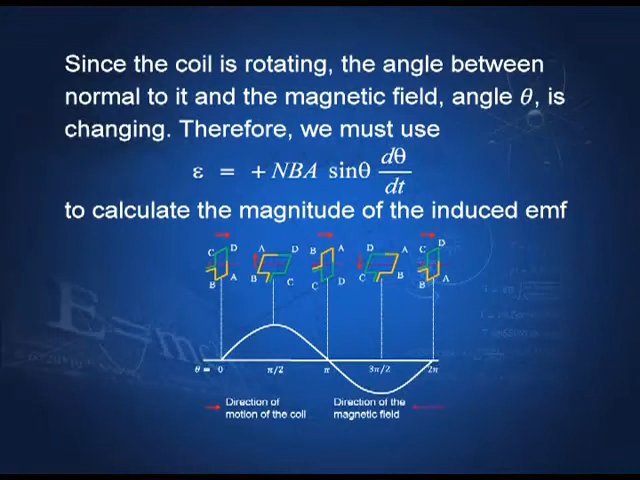 Since the coil is rotating, the angle between
normal to it and the magnetic field, angle θ, is
changing. Therefore, we must use
ε = + NBA sinθ dθ/dt
to calculate the magnitude of the induced emf
C D A D B A D A C D
B A B C C D C B B A
θ = 0 π/2 π 3π/2 2π
Direction of
motion of the coil
Direction of the
magnetic field
E=mc